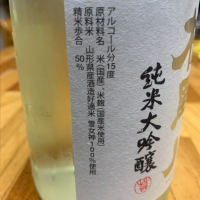 純米大吟醸
アルコール分15度
原材料名　米（国産）、米麹（国産米使用）
原料米　山形県産酒造好適米　雪女神100%使用
精米歩合　50%